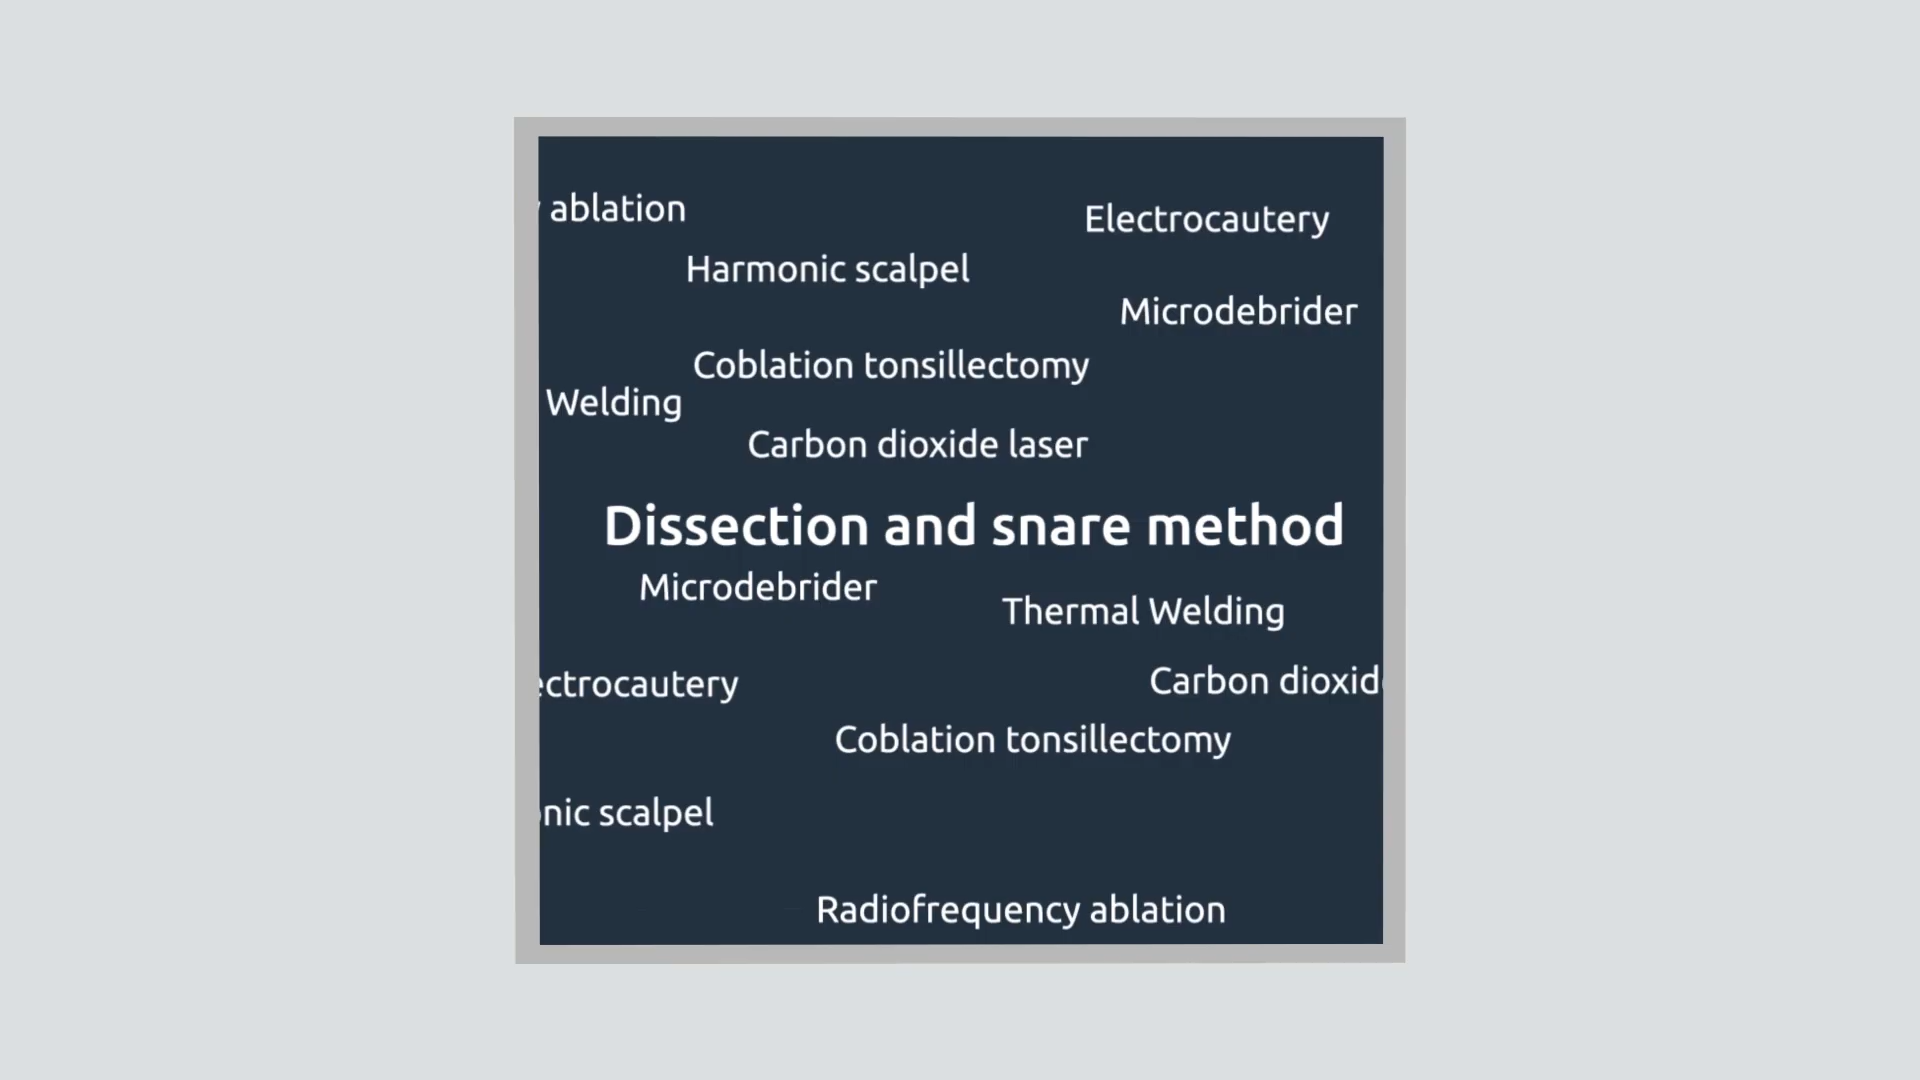 ablation
Electrocautery
Harmonic scalpel
Microdebrider
Coblation tonsillectomy
Welding
Carbon dioxide laser
Dissection and snare method
Microdebrider
Thermal Welding
ectrocautery
Carbon dioxid
Coblation tonsillectomy
nic scalpel
Radiofrequency ablation